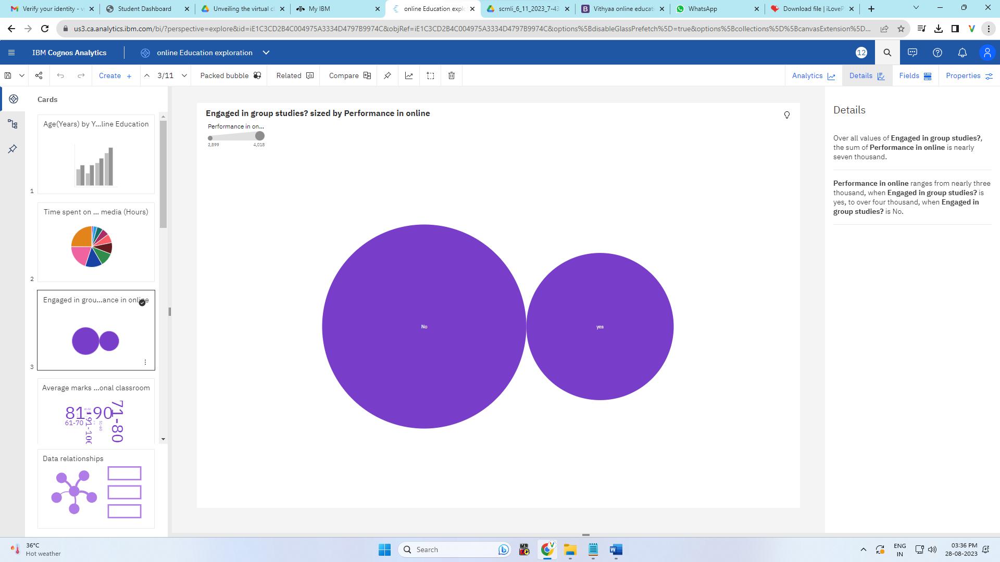 Verify your identity - v
Student Dashboard
Unveiling the virtual cl
My IBM
online Education explo
scrnli_6_11_2023_7-43
Vithyaa online educati
WhatsApp
Download file | iLoveP
us3.ca.analytics.ibm.com/bi/?perspective=explore&id=iE1C3CD2B4C004975A3334D4797B9974C&objRef=iE1C3CD2B4C004975A3334D4797B9974C&options%5BdisableGlassPrefetch%5D=true&options%5Bcollections%5D%5BcanvasExtension%5D...
V
IBM Cognos Analytics
online Education exploration
12
Create +
3/11
Packed bubble
Related
Compare
Analytics
Details
Fields
Properties
Cards
Age(Years) by Y...line Education
1
Time spent on ... media (Hours)
2
Engaged in grou...ance in online
3
Average marks ...onal classroom
81-90
71-80
61-70
91-100
51-60
Data relationships
Engaged in group studies? sized by Performance in online
Performance in on...
2,899
4,018
No
yes
Details
Over all values of Engaged in group studies?,
the sum of Performance in online is nearly
seven thousand.
Performance in online ranges from nearly three
thousand, when Engaged in group studies? is
yes, to over four thousand, when Engaged in
group studies? is No.
36°C
Hot weather
Search
ENG
IN
03:36 PM
28-08-2023